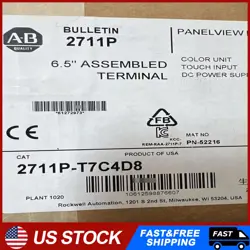 A·B
BULLETIN
2711P
PANELVIEW
6.5" ASSEMBLED
TERMINAL
COLOR UNIT
TOUCH INPUT
DC POWER SUP
MAT NO
PN-52216
CAT
PRODUCT OF USA
2711P-T7C4D8
PLANT 1020
Rockwell Automation, 1201 S 2nd St, Milwaukee, WI 53204, USA
US STOCK
Fast Free Shipping